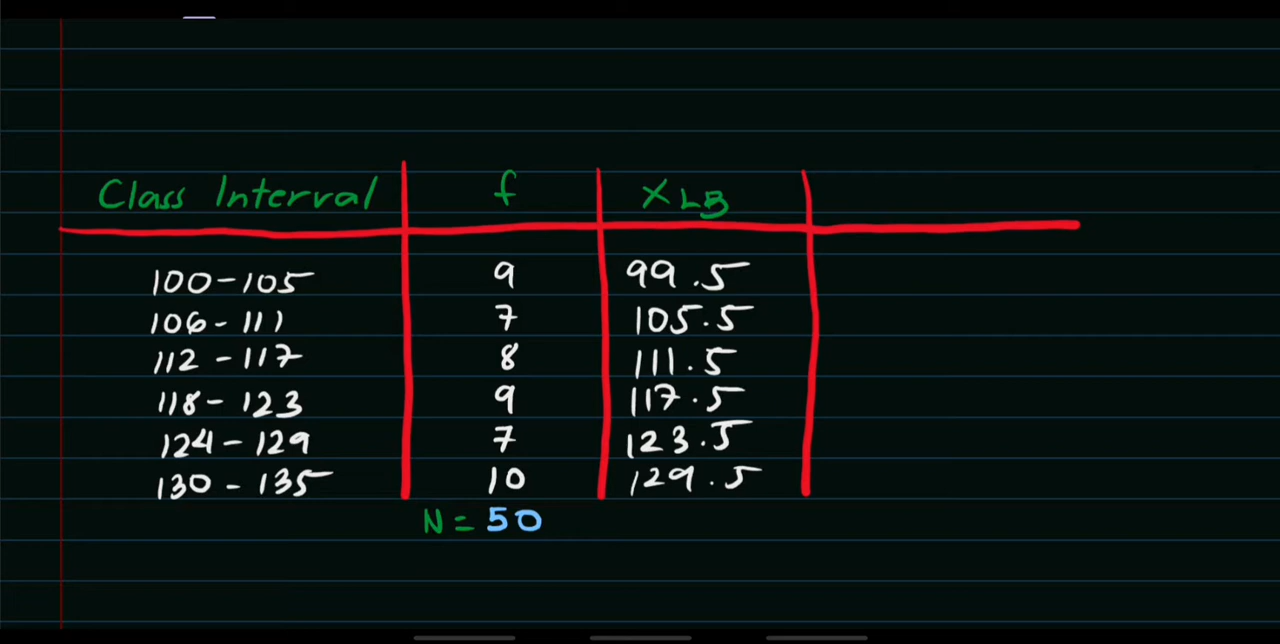 Class Interval f X LB
100-105 9 99.5
106-111 7 105.5
112-117 8 111.5
118-123 9 117.5
124-129 7 123.5
130-135 10 129.5
N = 50